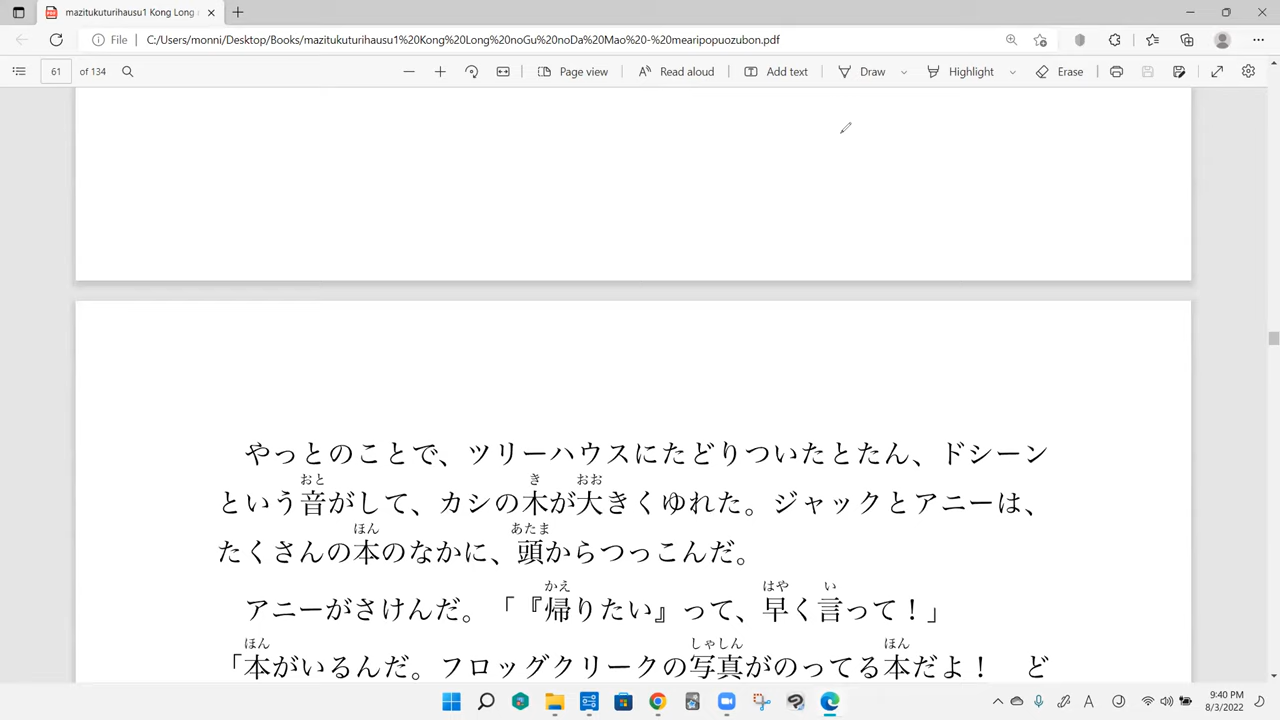 mazitukuturihausu1 Kong Long
File
C:/Users/monni/Desktop/Books/mazitukuturihausu1%20Kong%20Long%20noGu%20noDa%20Mao%20-%20mearipopuozubon.pdf
61 of 134
Page view
Read aloud
Add text
Draw
Highlight
Erase
やっとのことで、ツリーハウスにたどりついたとたん、ドシーン
おと き おお
という音がして、カシの木が大きくゆれた。ジャックとアニーは、
ほん あたま
たくさんの本のなかに、頭からつっこんだ。
かえ はや い
アニーがさけんだ。「『帰りたい』って、早く言って！」
ほん しゃしん ほん
「本がいるんだ。フロッグクリークの写真がのってる本だよ！　ど
9:40 PM
8/3/2022